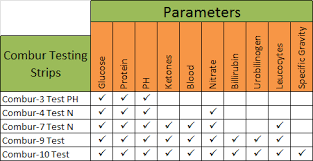 Parameters
Combur Testing Strips
Glucose
Protein
PH
Ketones
Blood
Nitrate
Billirubin
Urobilinogen
Leucocytes
Specific Gravity
Combur-3 Test PH ✓ ✓ ✓
Combur-4 Test N ✓ ✓ ✓ ✓
Combur-7 Test N ✓ ✓ ✓ ✓ ✓ ✓ ✓
Combur-9 Test ✓ ✓ ✓ ✓ ✓ ✓ ✓ ✓ ✓
Combur-10 Test ✓ ✓ ✓ ✓ ✓ ✓ ✓ ✓ ✓ ✓